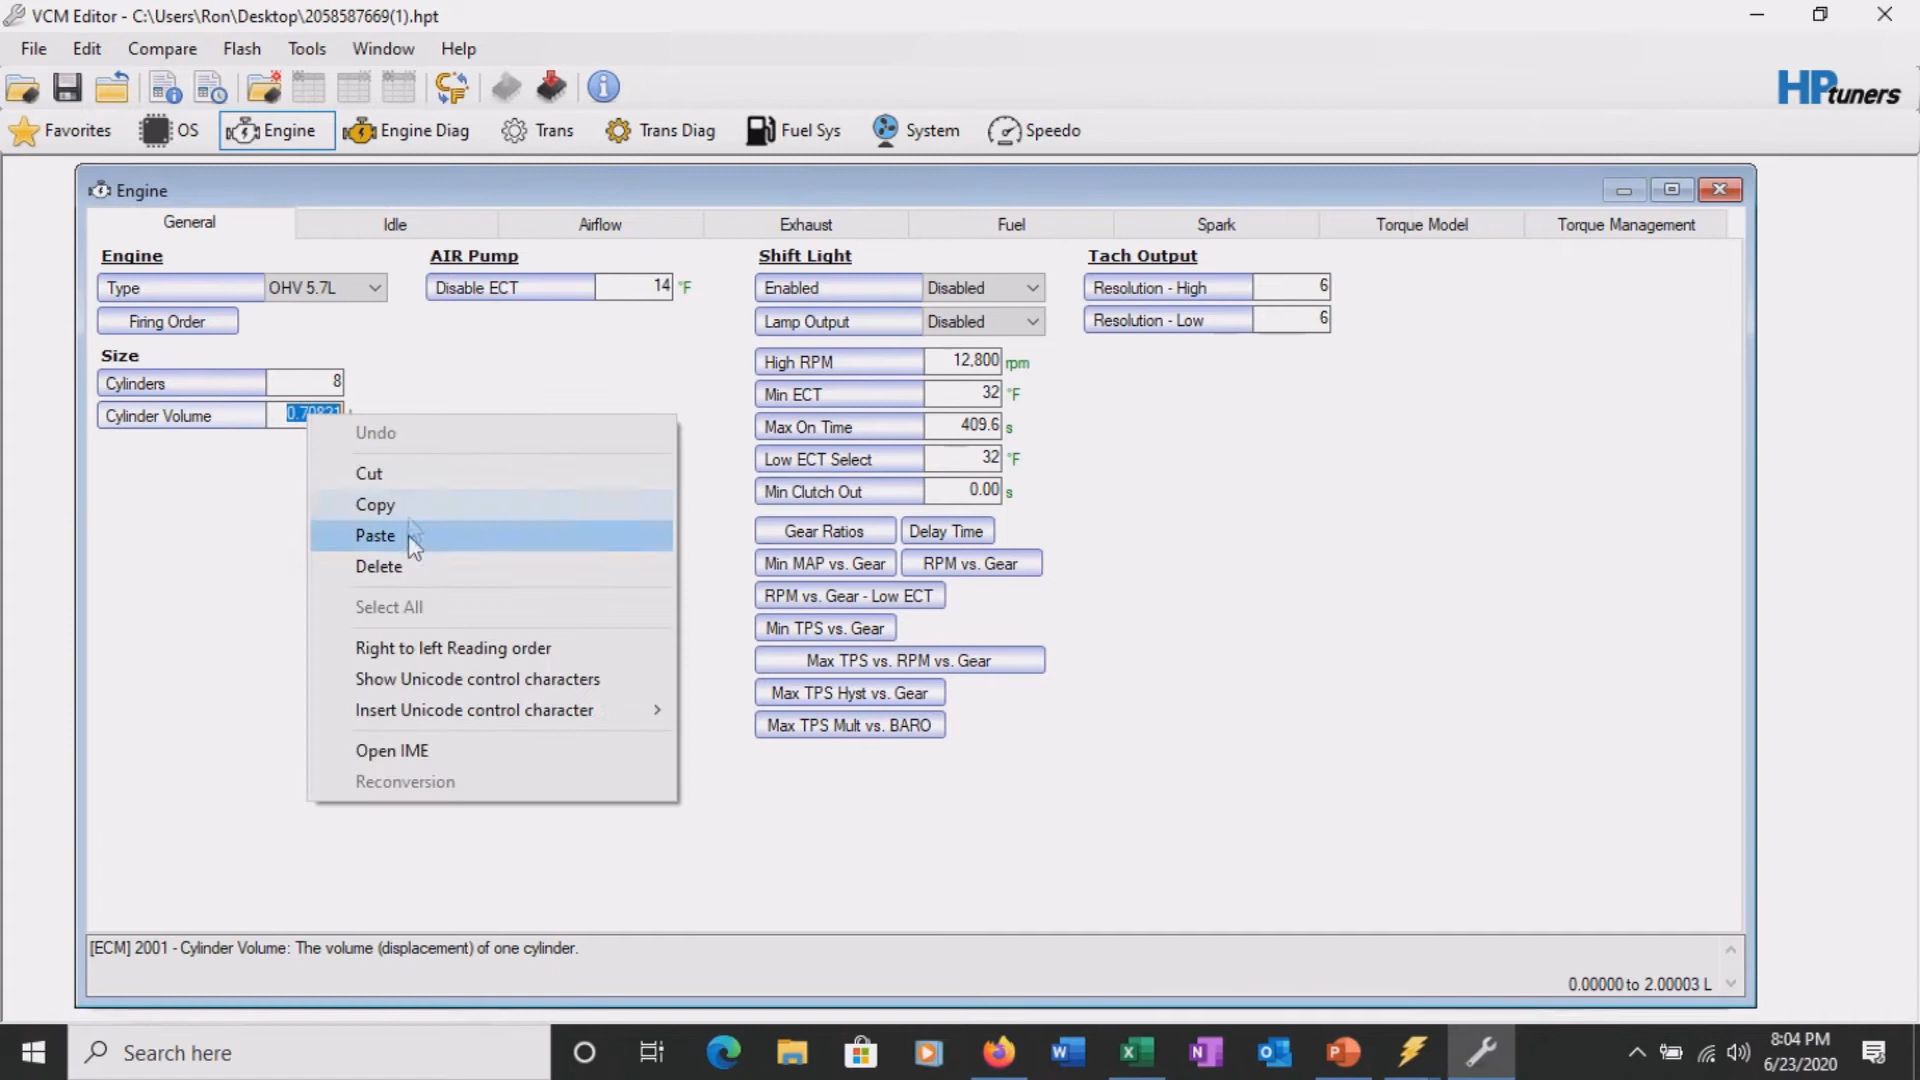 VCM Editor - C:\Users\Ron\Desktop\2058587669(1).hpt
File Edit Compare Flash Tools Window Help
HPtuners
Favorites OS Engine Engine Diag Trans Trans Diag Fuel Sys System Speedo
Engine
General Idle Airflow Exhaust Fuel Spark Torque Model Torque Management
Engine AIR Pump Shift Light Tach Output
Type OHV 5.7L Disable ECT 14 °F Enabled Disabled Resolution - High 6
Firing Order Lamp Output Disabled Resolution - Low 6
Size
High RPM 12,800 rpm
Cylinders 8
Min ECT 32 °F
Cylinder Volume 0.70821
Max On Time 409.6 s
Low ECT Select 32 °F
Min Clutch Out 0.00 s
Gear Ratios Delay Time
Min MAP vs. Gear RPM vs. Gear
RPM vs. Gear - Low ECT
Min TPS vs. Gear
Max TPS vs. RPM vs. Gear
Max TPS Hyst vs. Gear
Max TPS Mult vs. BARO
Undo
Cut
Copy
Paste
Delete
Select All
Right to left Reading order
Show Unicode control characters
Insert Unicode control character
Open IME
Reconversion
[ECM] 2001 - Cylinder Volume: The volume (displacement) of one cylinder.
0.00000 to 2.00003 L
Search here
8:04 PM
6/23/2020